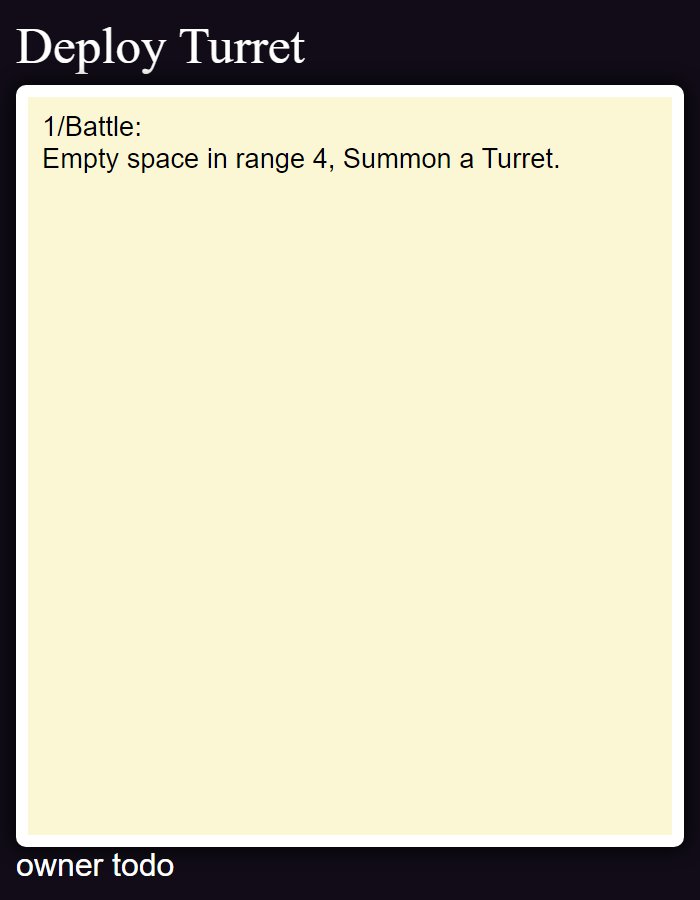 Deploy Turret
1/Battle:
Empty space in range 4, Summon a Turret.
owner todo